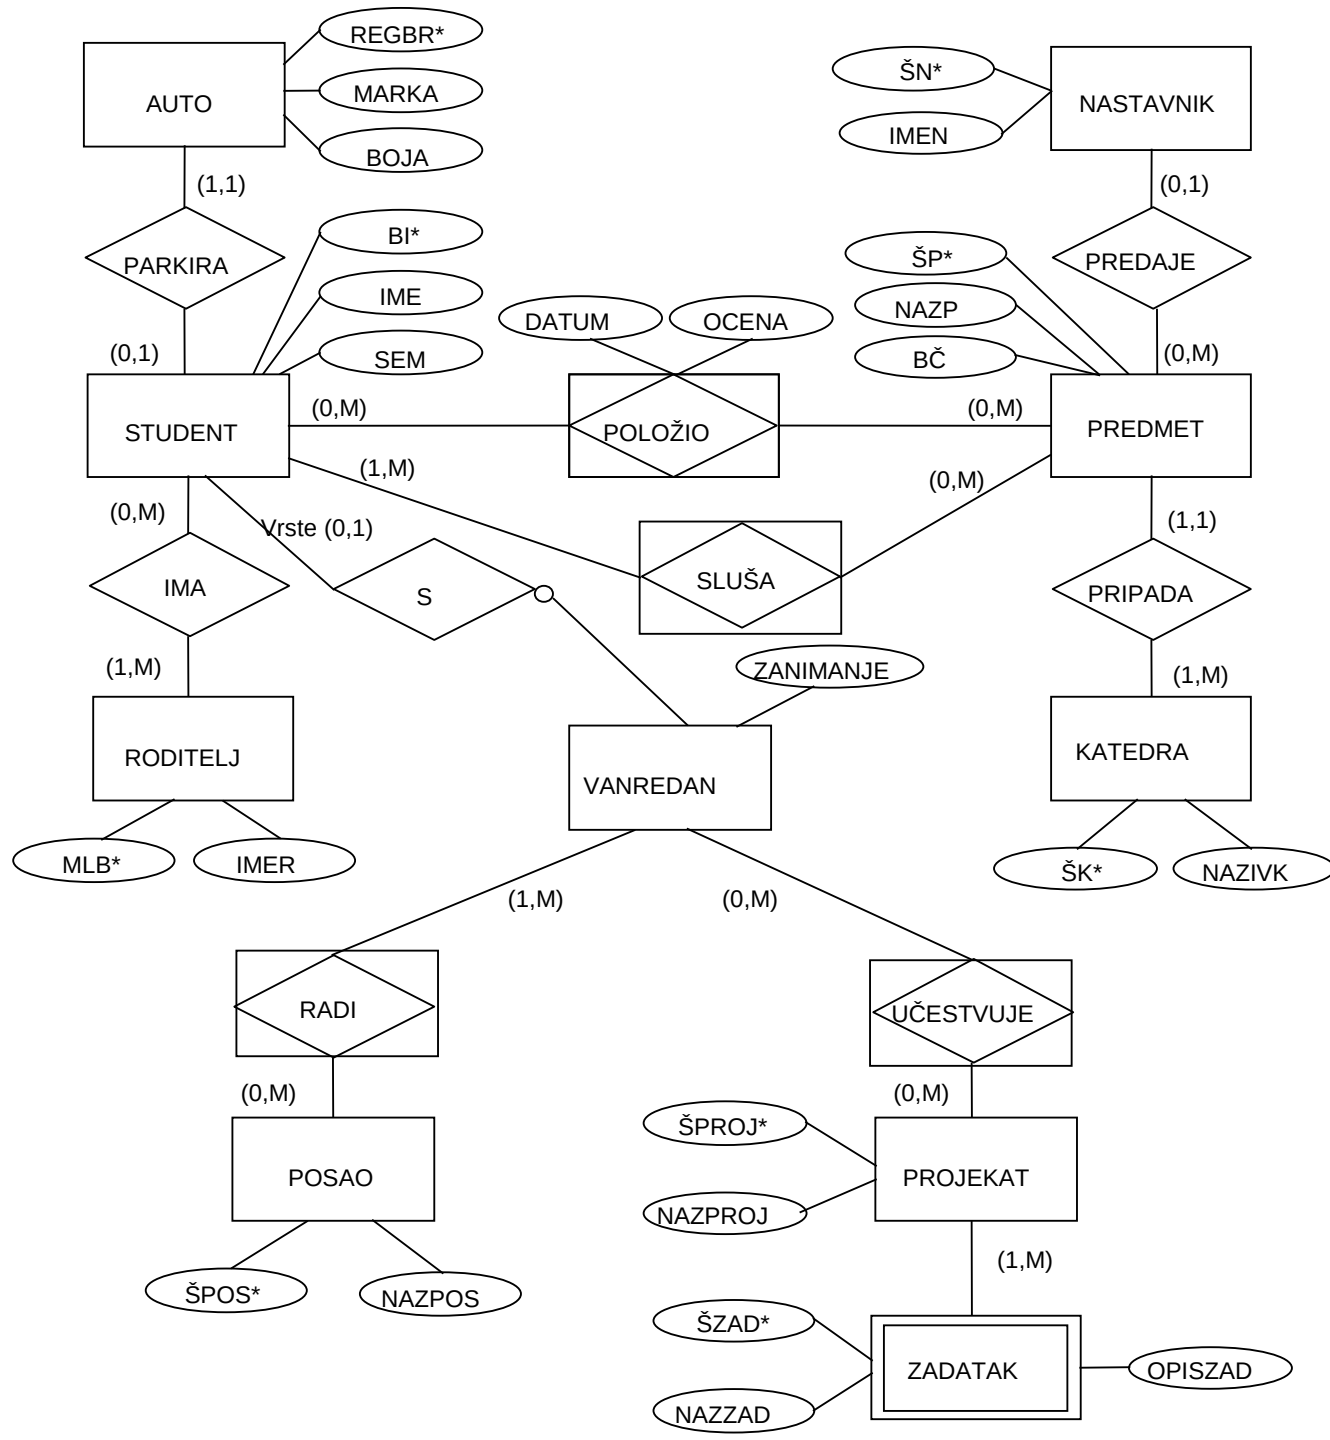 REGBR*
AUTO
MARKA
BOJA
ŠN*
NASTAVNIK
IMEN
(1,1)
(0,1)
PARKIRA
BI*
IME
SEM
ŠP*
NAZP
BČ
PREDAJE
DATUM
OCENA
(0,1)
(0,M)
STUDENT
(0,M)
POLOŽIO
(0,M)
PREDMET
(1,M)
(0,M)
(0,M)
Vrste (0,1)
(1,1)
IMA
S
SLUŠA
PRIPADA
(1,M)
ZANIMANJE
(1,M)
RODITELJ
VANREDAN
KATEDRA
MLB*
IMER
ŠK*
NAZIVK
(1,M)
(0,M)
RADI
UČESTVUJE
(0,M)
(0,M)
ŠPROJ*
POSAO
PROJEKAT
NAZPROJ
(1,M)
ŠPOS*
NAZPOS
ŠZAD*
ZADATAK
OPISZAD
NAZZAD